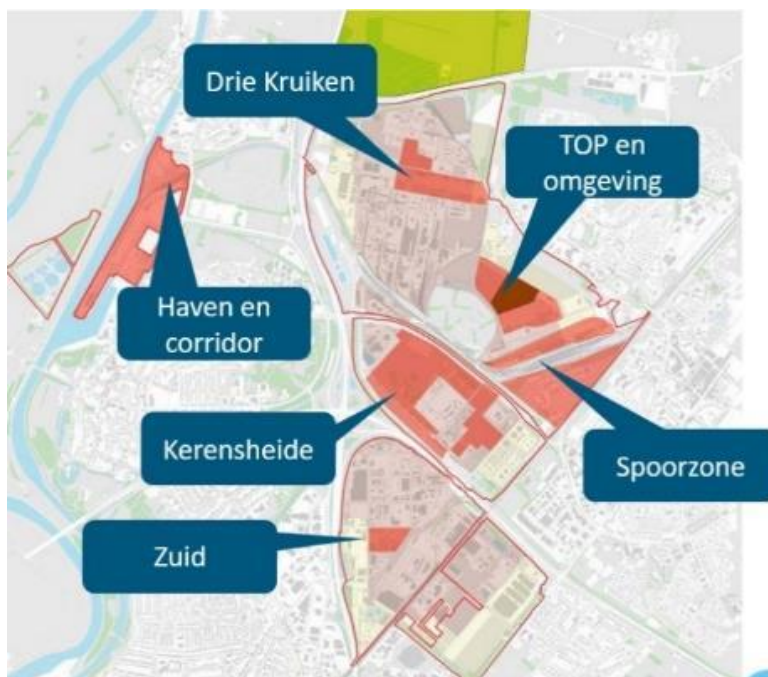 Drie Kruiken
TOP en
omgeving
Haven en
corridor
Kerensheide
Spoorzone
Zuid